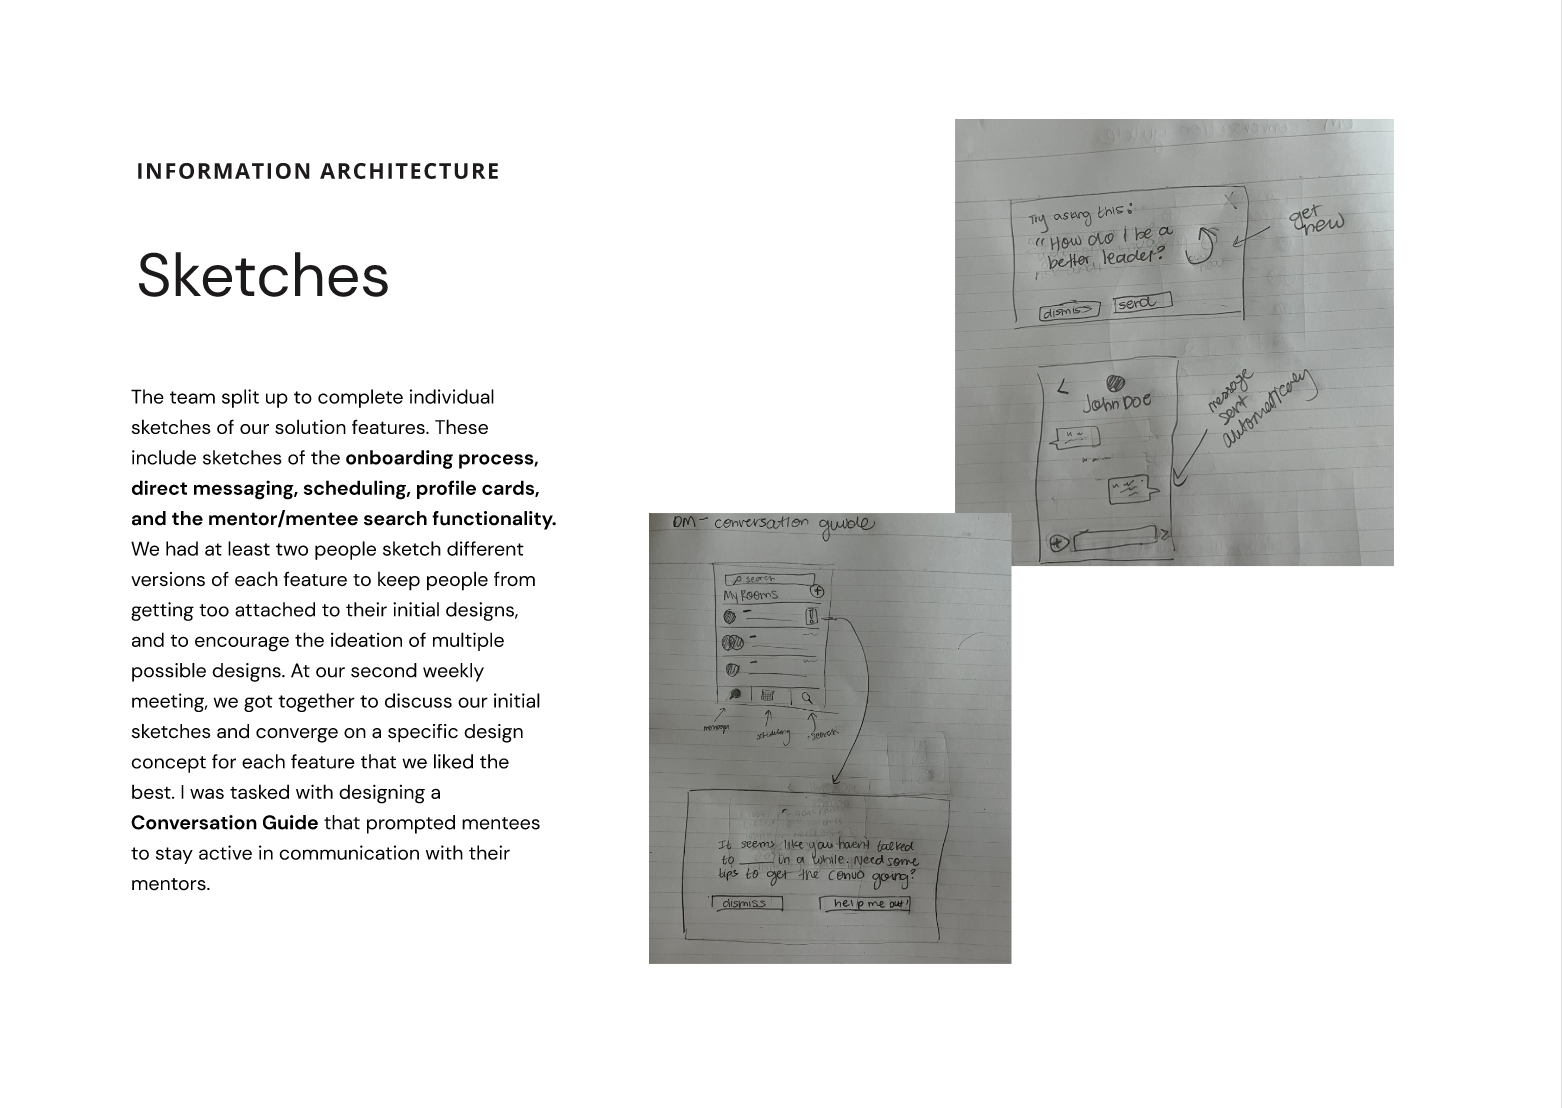 INFORMATION ARCHITECTURE
Sketches
The team split up to complete individual
sketches of our solution features. These
include sketches of the onboarding process,
direct messaging, scheduling, profile cards,
and the mentor/mentee search functionality.
We had at least two people sketch different
versions of each feature to keep people from
getting too attached to their initial designs,
and to encourage the ideation of multiple
possible designs. At our second weekly
meeting, we got together to discuss our initial
sketches and converge on a specific design
concept for each feature that we liked the
best. I was tasked with designing a
Conversation Guide that prompted mentees
to stay active in communication with their
mentors.
DM - conversation guide
search
My Rooms
message
scheduling
search
It seems like you haven't talked
to ____ in a while. Need some
tips to get the convo going?
dismiss
help me out!
Try asking this:
"How do I be a
better leader?
dismiss
send
get
new
John Doe
message
sent
automatically